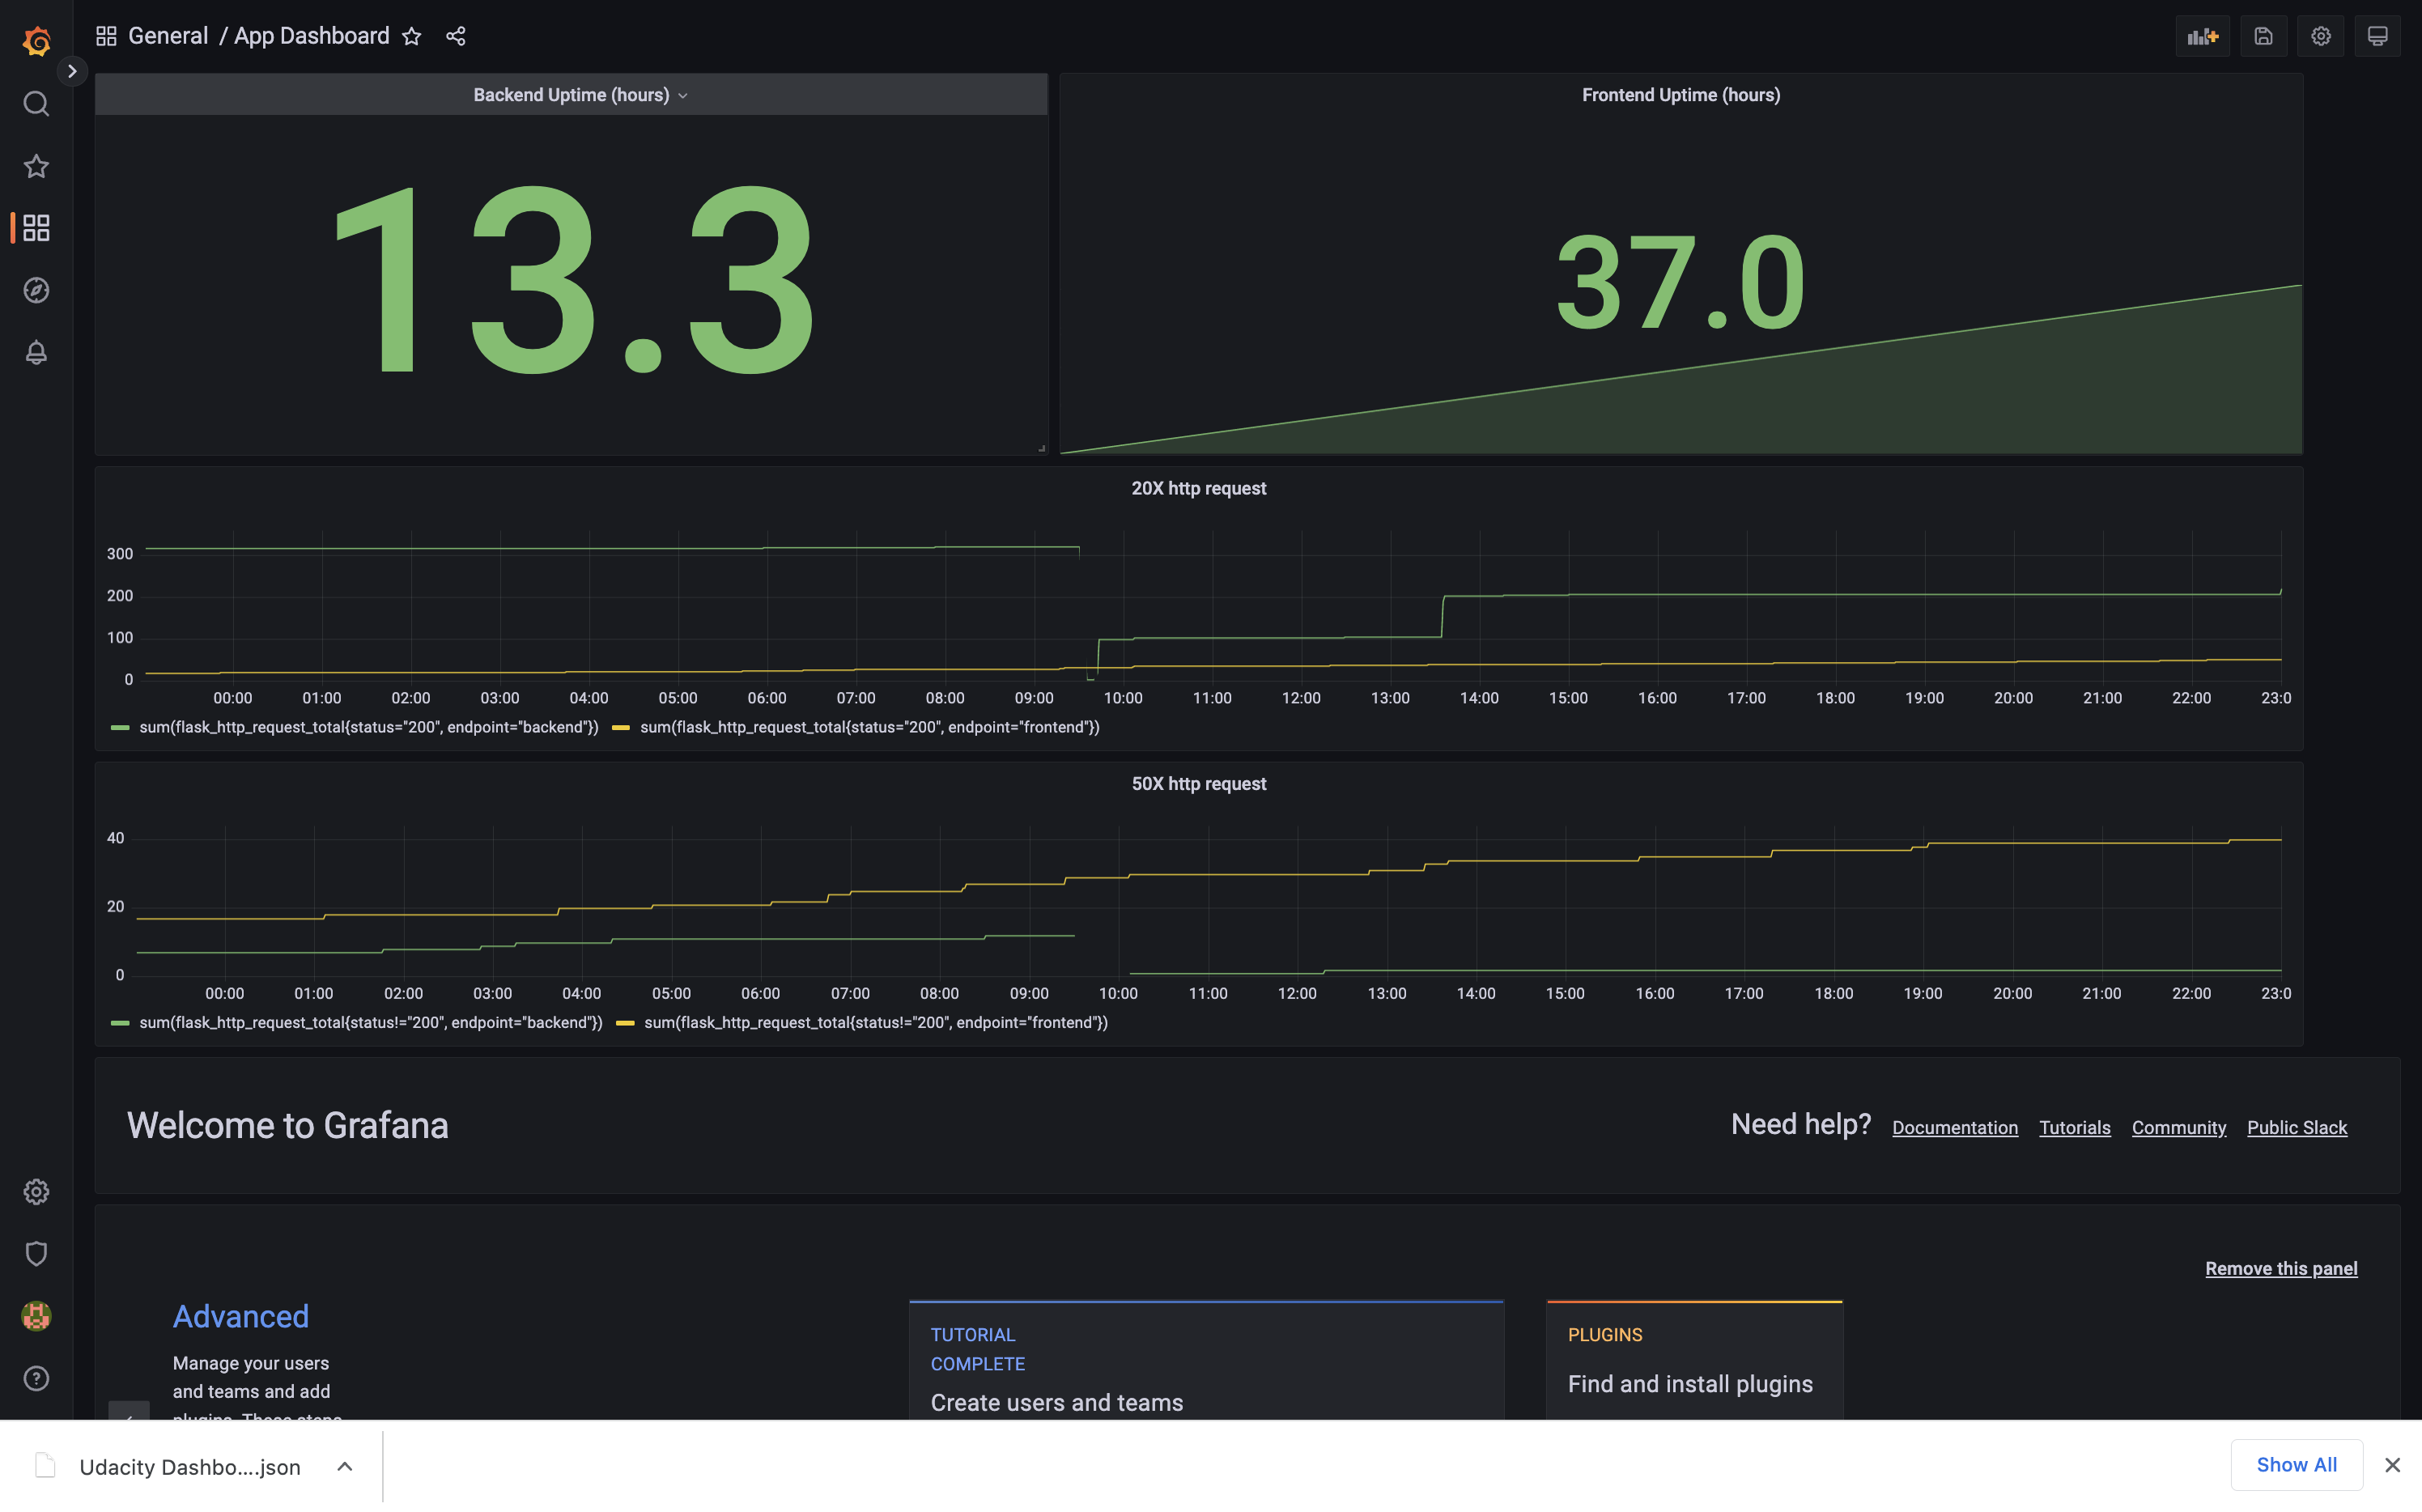 General / App Dashboard
Backend Uptime (hours)
13.3
Frontend Uptime (hours)
37.0
20X http request
300
200
100
0
00:00 01:00 02:00 03:00 04:00 05:00 06:00 07:00 08:00 09:00 10:00 11:00 12:00 13:00 14:00 15:00 16:00 17:00 18:00 19:00 20:00 21:00 22:00 23:0
sum(flask_http_request_total{status="200", endpoint="backend"}) sum(flask_http_request_total{status="200", endpoint="frontend"})
50X http request
40
20
0
00:00 01:00 02:00 03:00 04:00 05:00 06:00 07:00 08:00 09:00 10:00 11:00 12:00 13:00 14:00 15:00 16:00 17:00 18:00 19:00 20:00 21:00 22:00 23:0
sum(flask_http_request_total{status!="200", endpoint="backend"}) sum(flask_http_request_total{status!="200", endpoint="frontend"})
Welcome to Grafana
Need help? Documentation Tutorials Community Public Slack
Remove this panel
Advanced
Manage your users
and teams and add
plugins. These steps
TUTORIAL
COMPLETE
Create users and teams
PLUGINS
Find and install plugins
Udacity Dashbo....json
Show All